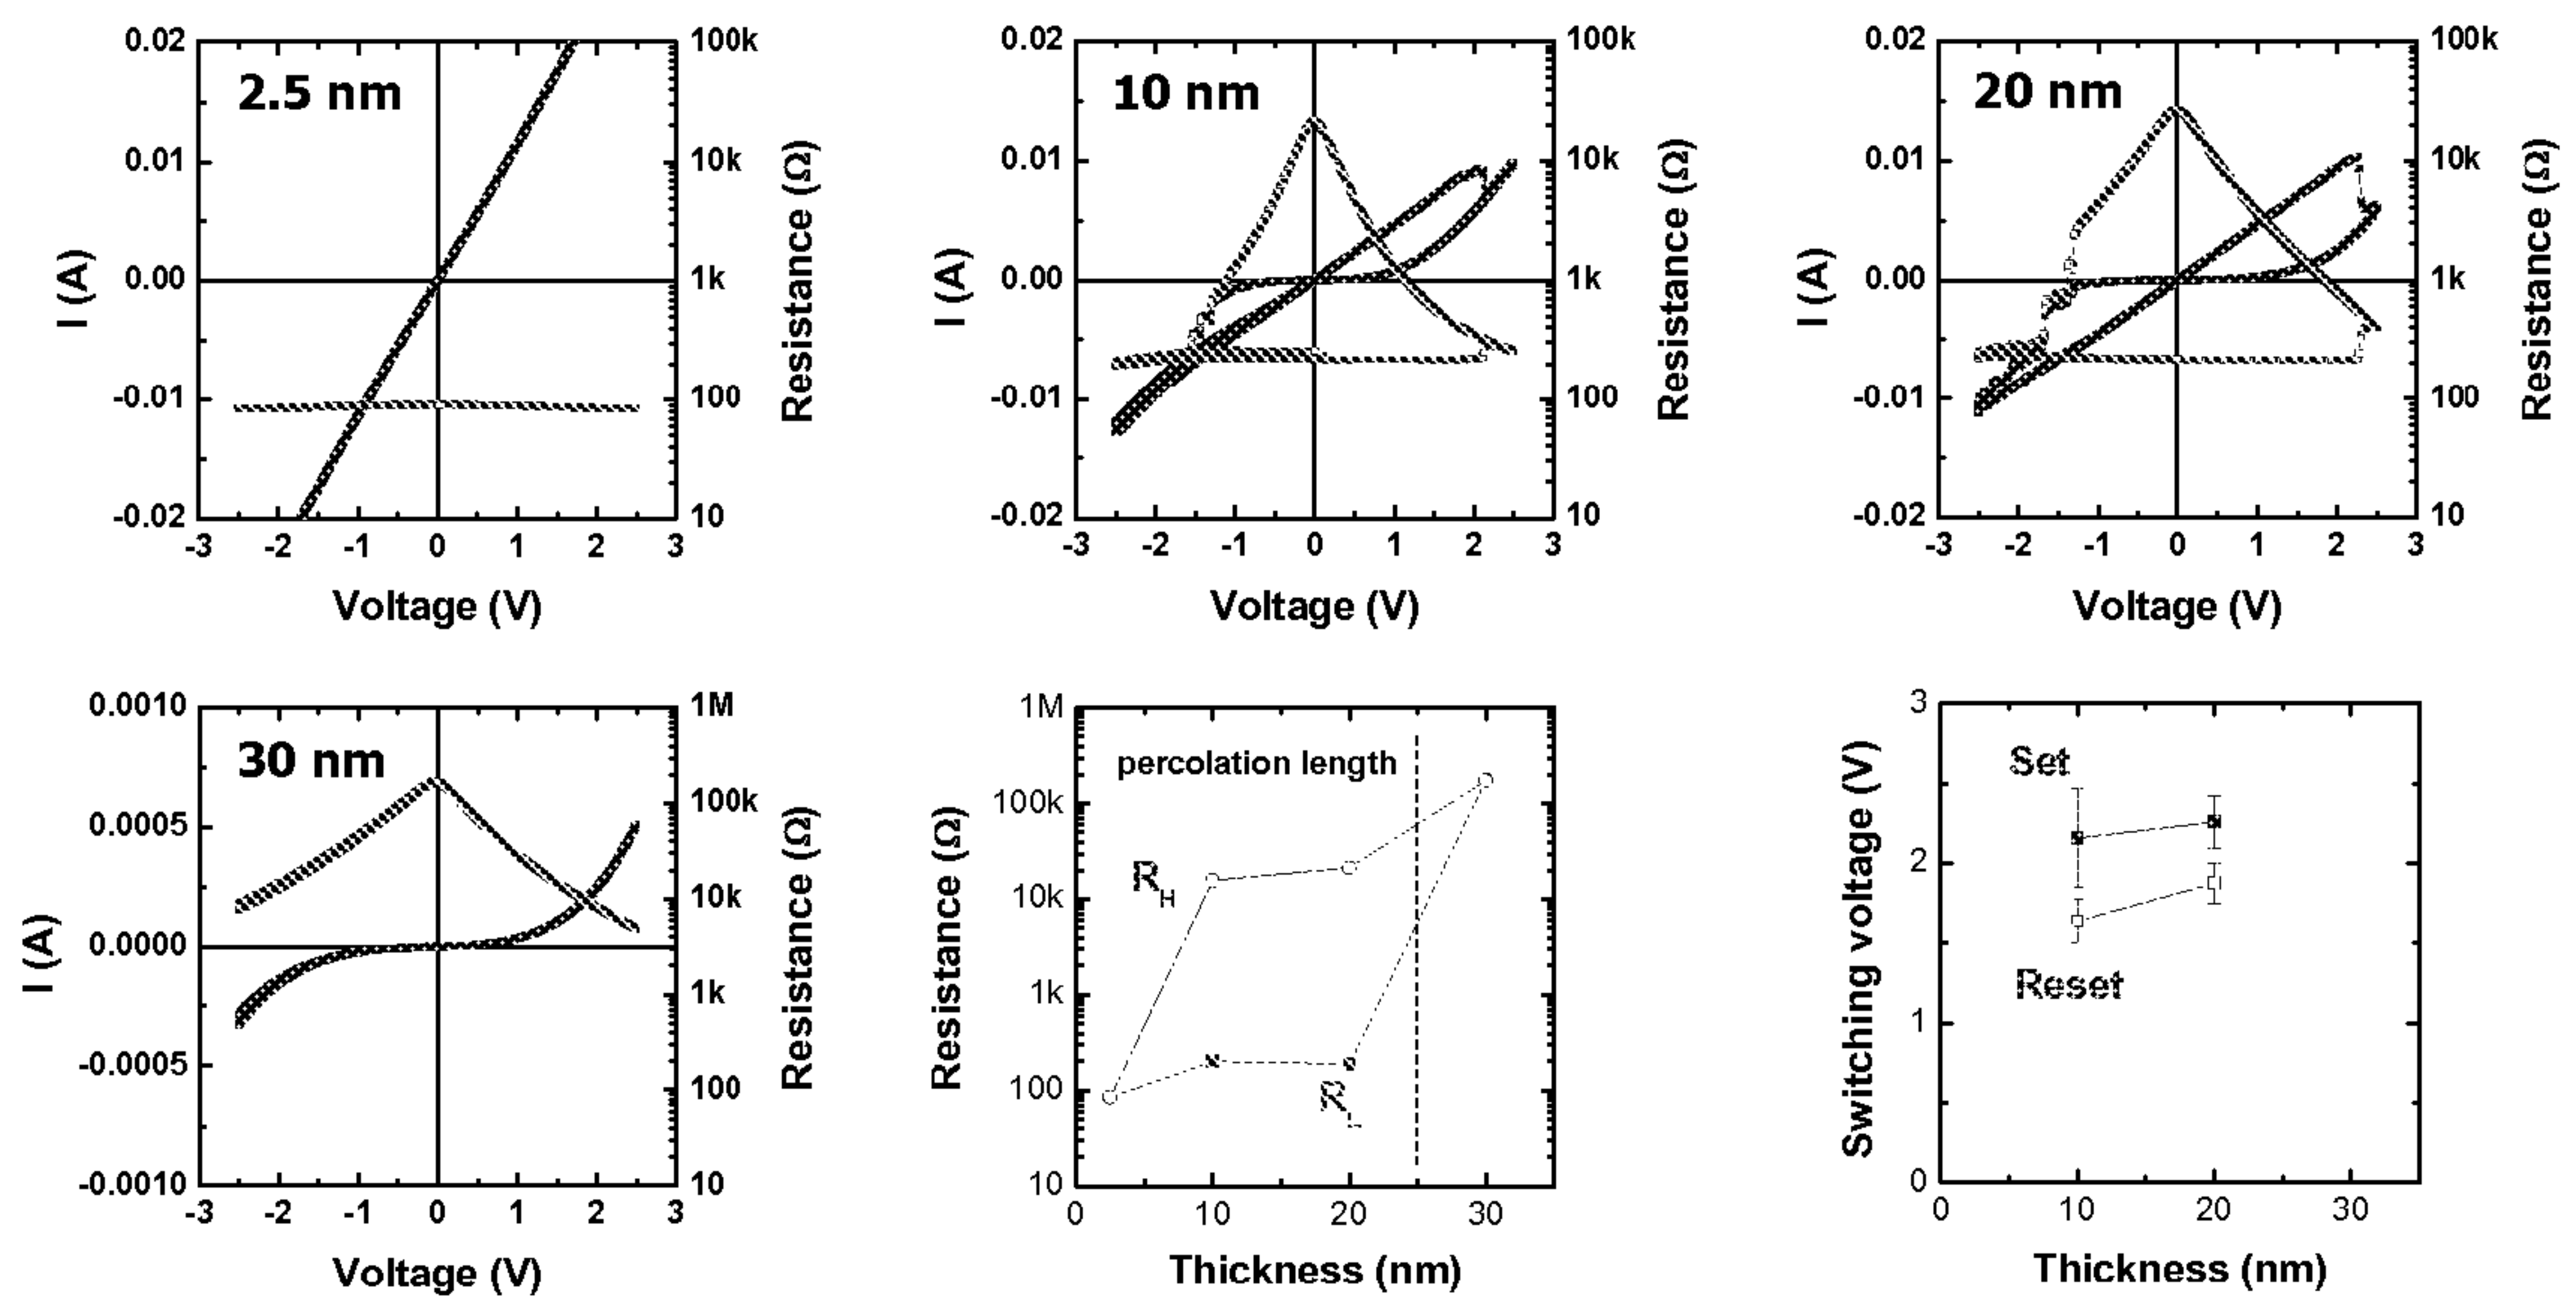 2.5 nm
I (A)
0.02
0.01
0.00
-0.01
-0.02
-3 -2 -1 0 1 2 3
Voltage (V)
100k
10k
1k
100
10
Resistance (Ω)
10 nm
I (A)
0.02
0.01
0.00
-0.01
-0.02
-3 -2 -1 0 1 2 3
Voltage (V)
100k
10k
1k
100
10
Resistance (Ω)
20 nm
I (A)
0.02
0.01
0.00
-0.01
-0.02
-3 -2 -1 0 1 2 3
Voltage (V)
100k
10k
1k
100
10
Resistance (Ω)
30 nm
I (A)
0.0010
0.0005
0.0000
-0.0005
-0.0010
-3 -2 -1 0 1 2 3
Voltage (V)
1M
100k
10k
1k
100
10
Resistance (Ω)
Resistance (Ω)
1M
100k
10k
1k
100
10
percolation length
R_H
0 10 20 30
Thickness (nm)
Switching voltage (V)
3
2
1
0
Set
Reset
0 10 20 30
Thickness (nm)